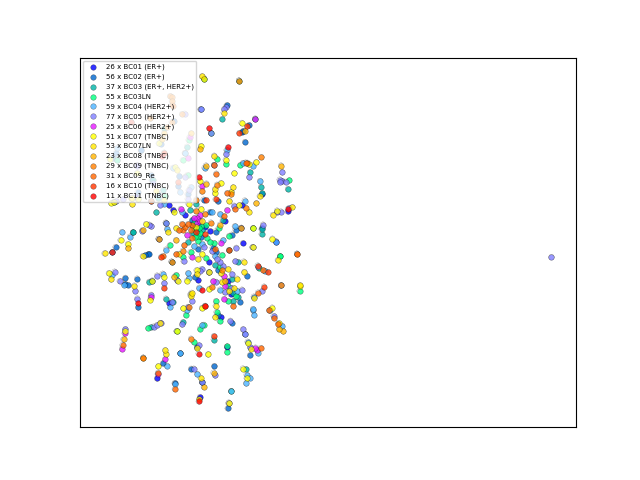 26 x BC01 (ER+)
56 x BC02 (ER+)
37 x BC03 (ER+, HER2+)
55 x BC03LN
59 x BC04 (HER2+)
77 x BC05 (HER2+)
25 x BC06 (HER2+)
51 x BC07 (TNBC)
53 x BC07LN
23 x BC08 (TNBC)
29 x BC09 (TNBC)
31 x BC09_Re
16 x BC10 (TNBC)
11 x BC11 (TNBC)